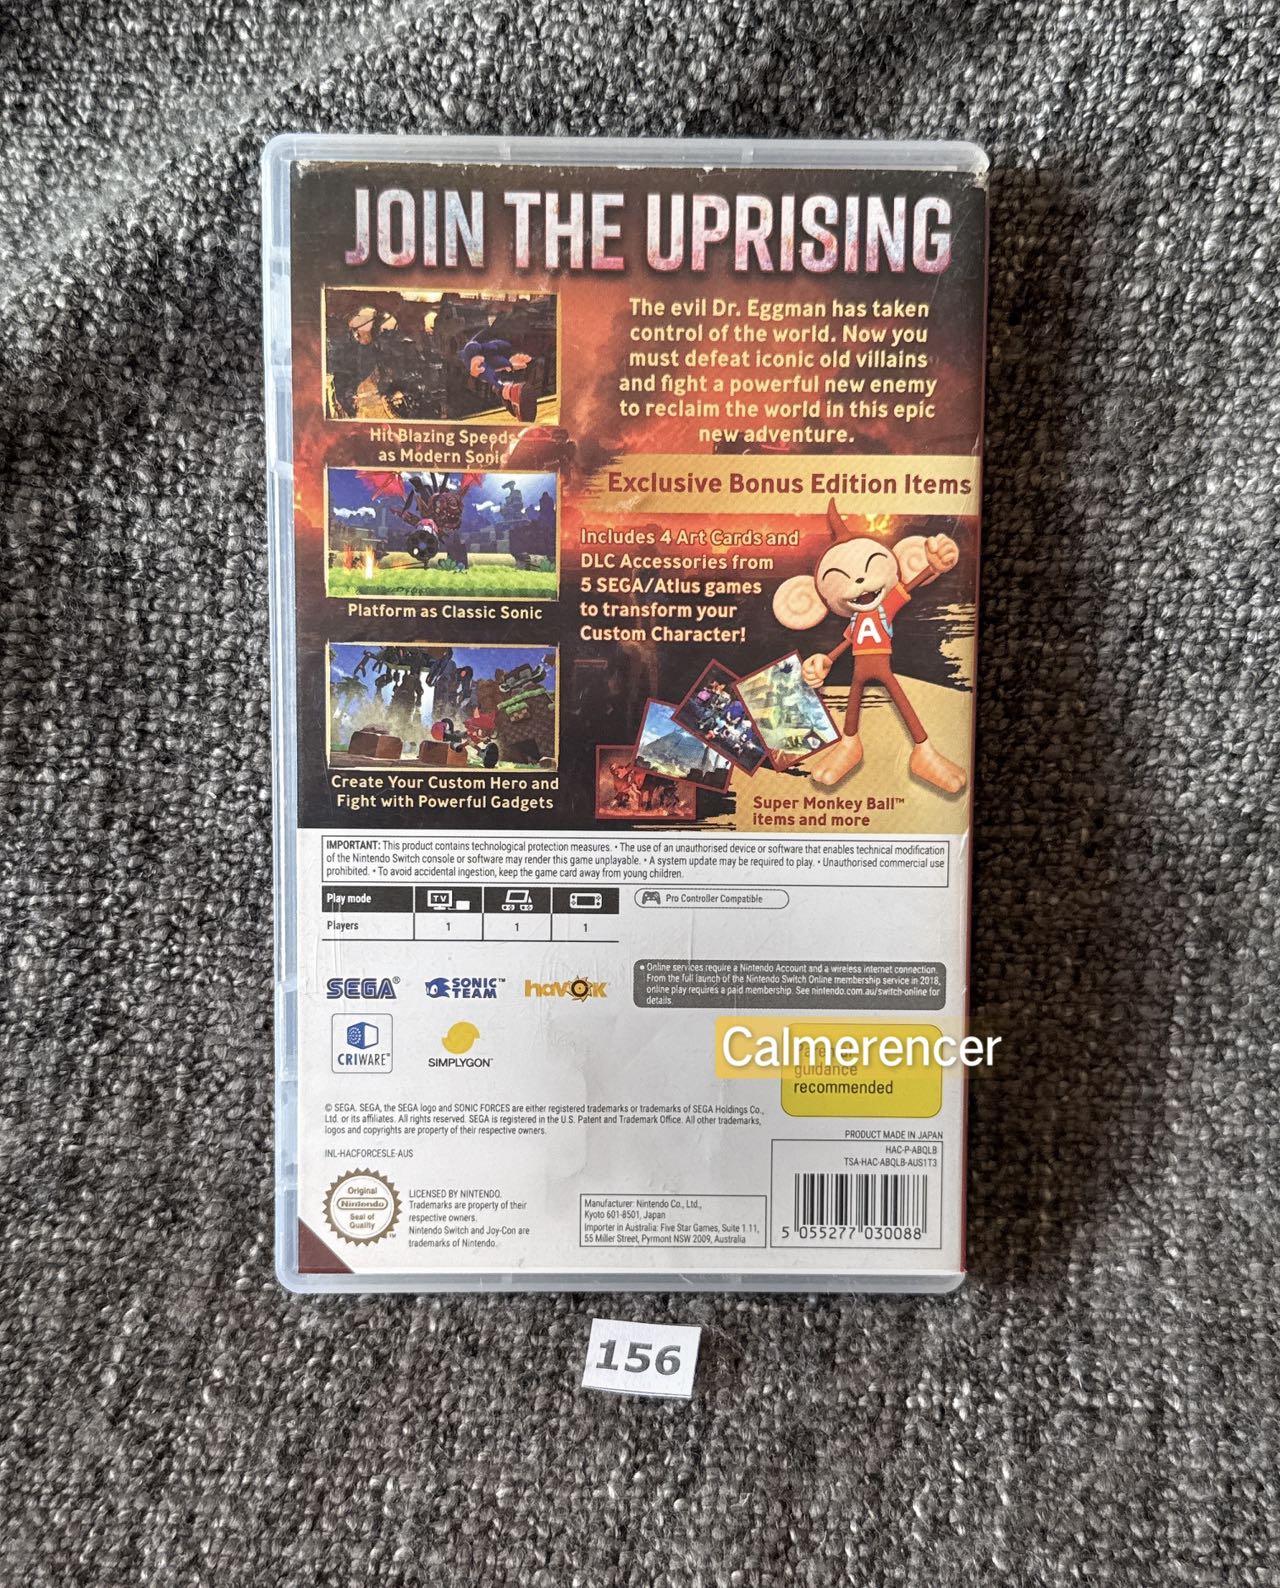 JOIN THE UPRISING
The evil Dr. Eggman has taken
control of the world. Now you
must defeat iconic old villains
and fight a powerful new enemy
to reclaim the world in this epic
new adventure.
Hit Blazing Speeds
as Modern Sonic
Exclusive Bonus Edition Items
Includes 4 Art Cards and
DLC Accessories from
5 SEGA/Atlus games
to transform your
Custom Character!
A
Platform as Classic Sonic
Create Your Custom Hero and
Fight with Powerful Gadgets
Super Monkey Ball™
items and more
IMPORTANT: This product contains technological protection measures. • The use of an unauthorised device or software that enables technical modification
of the Nintendo Switch console or software may render this game unplayable. • A system update may be required to play. • Unauthorised commercial use
prohibited. • To avoid accidental ingestion, keep the game card away from young children.
Play mode TV
Players 1 1 1
Pro Controller Compatible
SEGA® SONIC TEAM™ havok
• Online services require a Nintendo Account and a wireless internet connection.
From the full launch of the Nintendo Switch Online membership service in 2018,
online play requires a paid membership. See nintendo.com.au/switch-online for
details.
CRIWARE™ SIMPLYGON™
Calmerencer
guidance
recommended
© SEGA. SEGA, the SEGA logo and SONIC FORCES are either registered trademarks or trademarks of SEGA Holdings Co.,
Ltd. or its affiliates. All rights reserved. SEGA is registered in the U.S. Patent and Trademark Office. All other trademarks,
logos and copyrights are property of their respective owners.
INL-HACFORCESLE-AUS
PRODUCT MADE IN JAPAN
HAC-P-ABQLB
TSA-HAC-ABQLB-AUS1T3
Original
Nintendo
Seal of
Quality
™
LICENSED BY NINTENDO.
Trademarks are property of their
respective owners.
Nintendo Switch and Joy-Con are
trademarks of Nintendo.
Manufacturer: Nintendo Co., Ltd.,
Kyoto 601-8501, Japan
Importer in Australia: Five Star Games, Suite 1.11,
55 Miller Street, Pyrmont NSW 2009, Australia
5 055277 030088
156